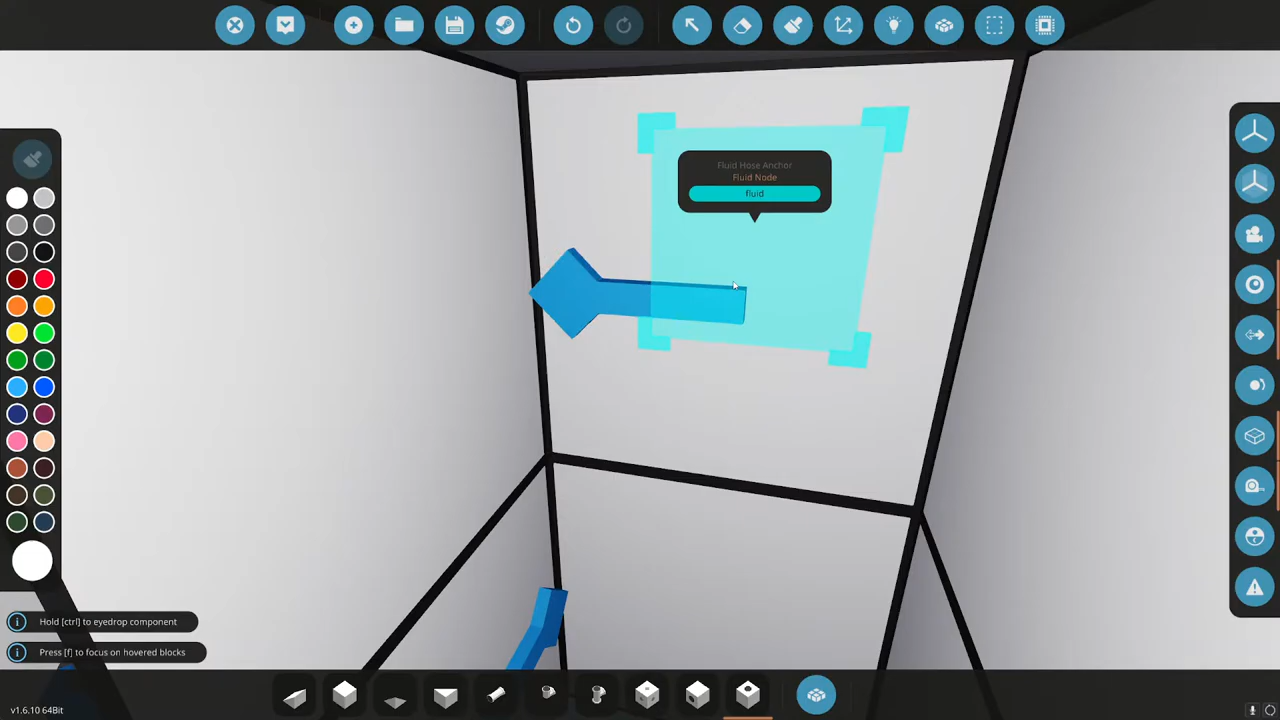 Fluid Hose Anchor
Fluid Node
fluid
Hold [ctrl] to eyedrop component
Press [f] to focus on hovered blocks
v1.6.10 64Bit